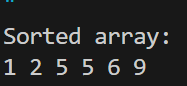 Sorted array:
1 2 5 5 6 9